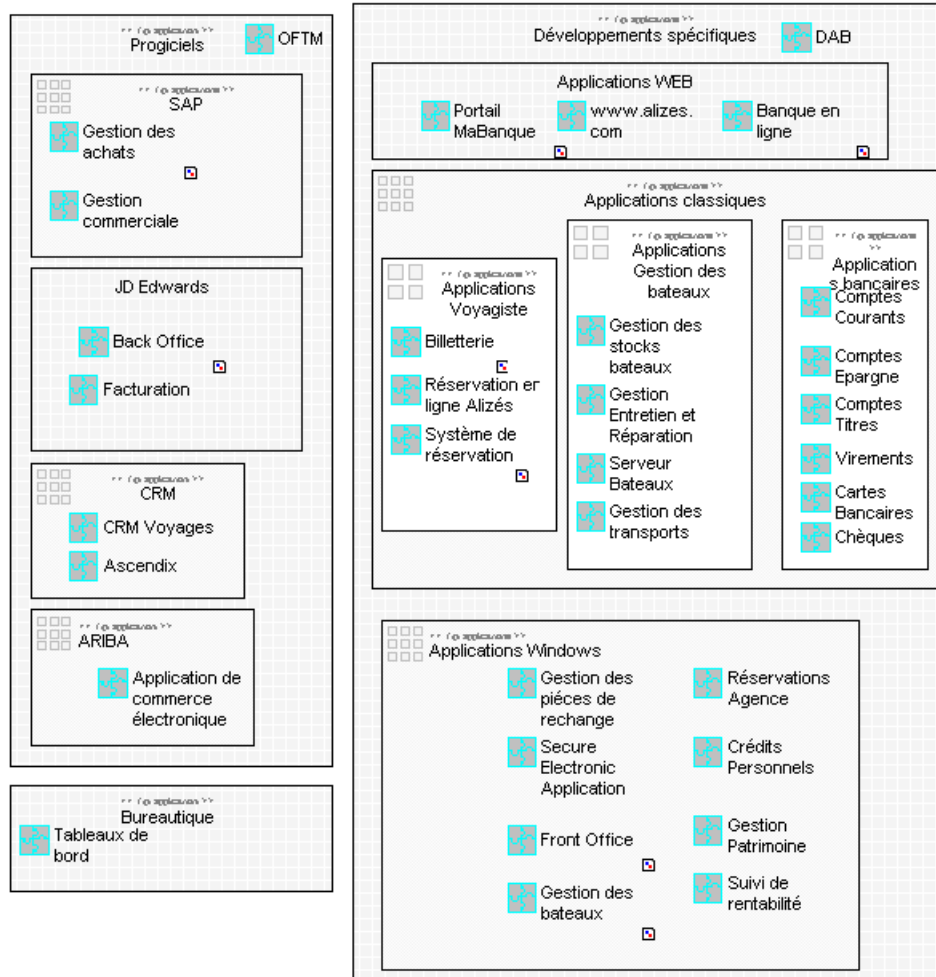 Progiciels
OFTM
SAP
Gestion des
achats
Gestion
commerciale
JD Edwards
Back Office
Facturation
CRM
CRM Voyages
Ascendix
ARIBA
Application de
commerce
électronique
Bureautique
Tableaux de
bord
Développements spécifiques
DAB
Applications WEB
Portail
MaBanque
www.alizes.
com
Banque en
ligne
Applications classiques
Applications
Voyagiste
Billetterie
Réservation en
ligne Alizés
Système de
réservation
Applications
Gestion des
bateaux
Gestion des
stocks
bateaux
Gestion
Entretien et
Réparation
Serveur
Bateaux
Gestion des
transports
Application
s bancaires
Comptes
Courants
Comptes
Epargne
Comptes
Titres
Virements
Cartes
Bancaires
Chèques
Applications Windows
Gestion des
piéces de
rechange
Secure
Electronic
Application
Front Office
Gestion des
bateaux
Réservations
Agence
Crédits
Personnels
Gestion
Patrimoine
Suivi de
rentabilité